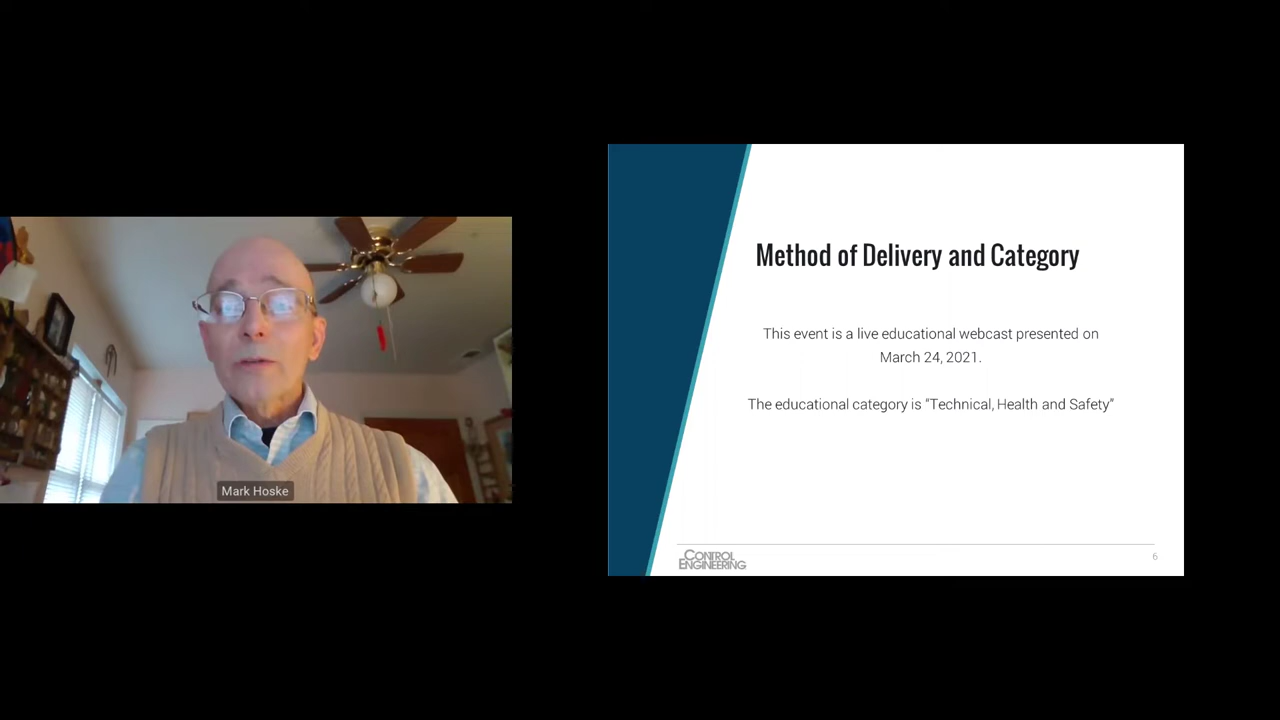 Mark Hoske
Method of Delivery and Category
This event is a live educational webcast presented on
March 24, 2021.
The educational category is “Technical, Health and Safety”
CONTROL
ENGINEERING
6